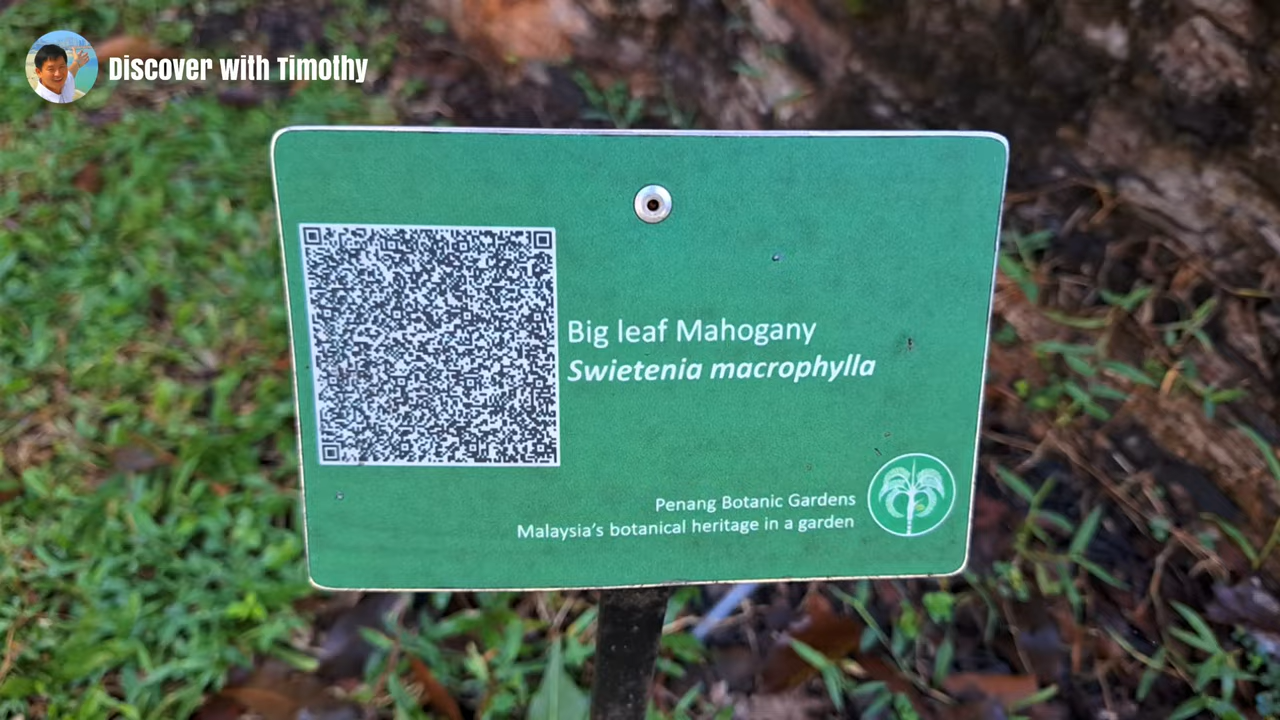 Discover with Timothy
Big leaf Mahogany
Swietenia macrophylla
Penang Botanic Gardens
Malaysia's botanical heritage in a garden